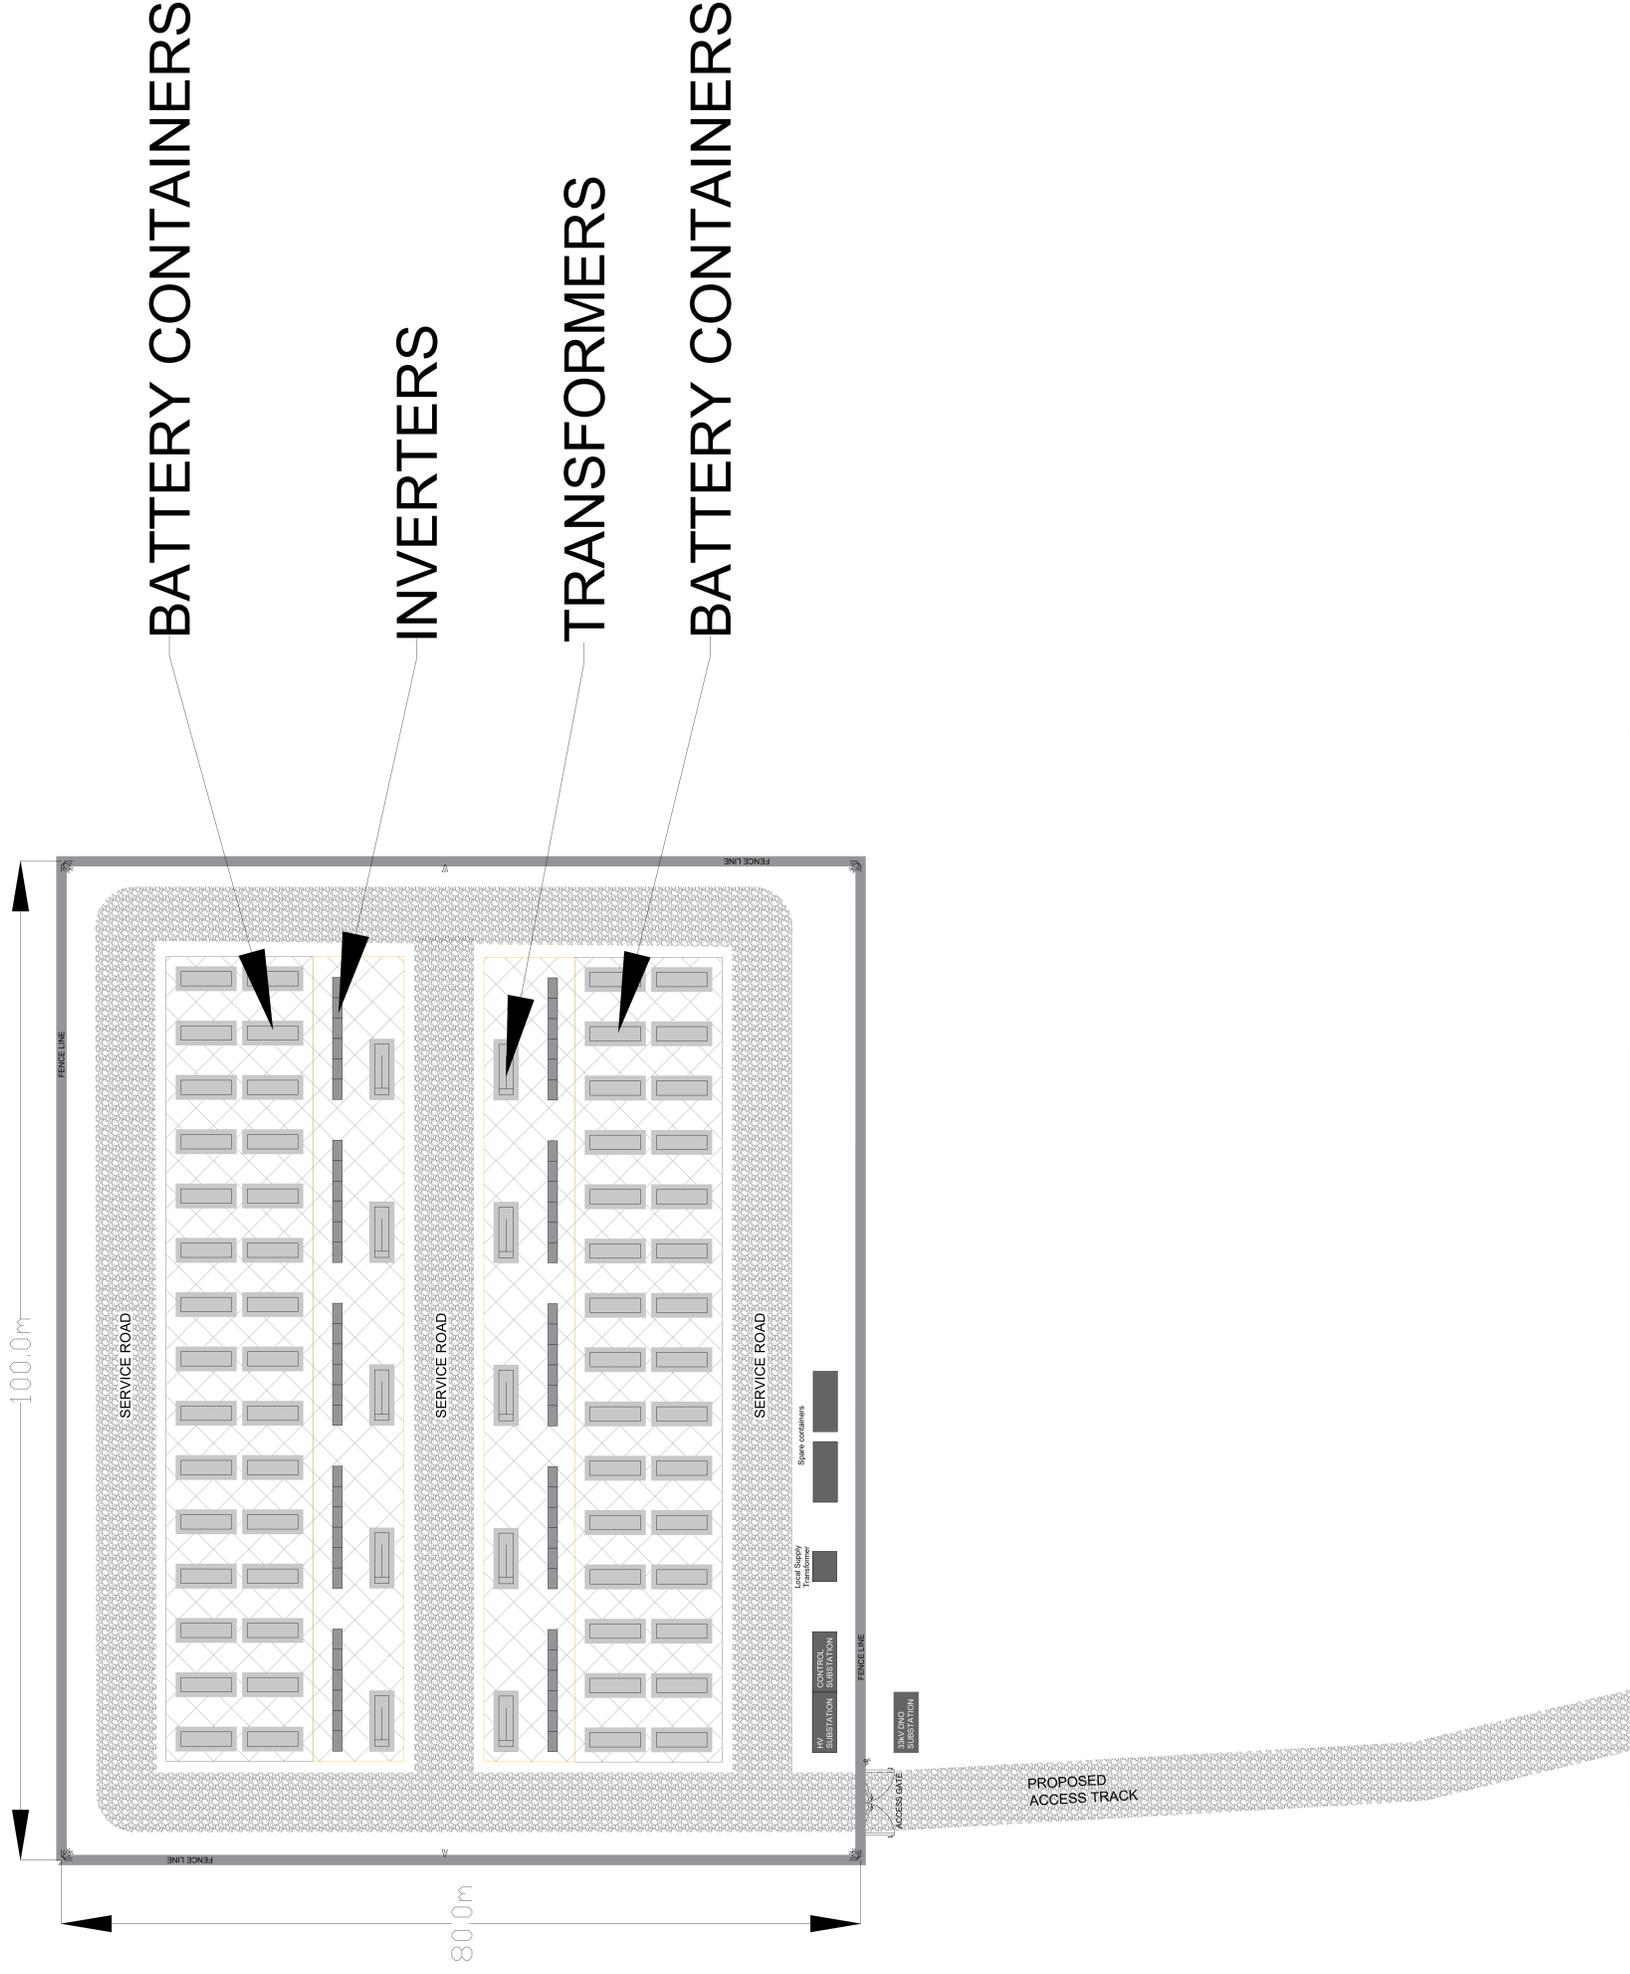 BATTERY CONTAINERS
INVERTERS
TRANSFORMERS
BATTERY CONTAINERS
FENCE LINE
FENCE LINE
100.0m
SERVICE ROAD
SERVICE ROAD
SERVICE ROAD
Spare containers
Local Supply
Transformer
CONTROL
SUBSTATION
HV
SUBSTATION
FENCE LINE
33kV DNO
SUBSTATION
ACCESS GATE
PROPOSED
ACCESS TRACK
FENCE LINE
80.0m